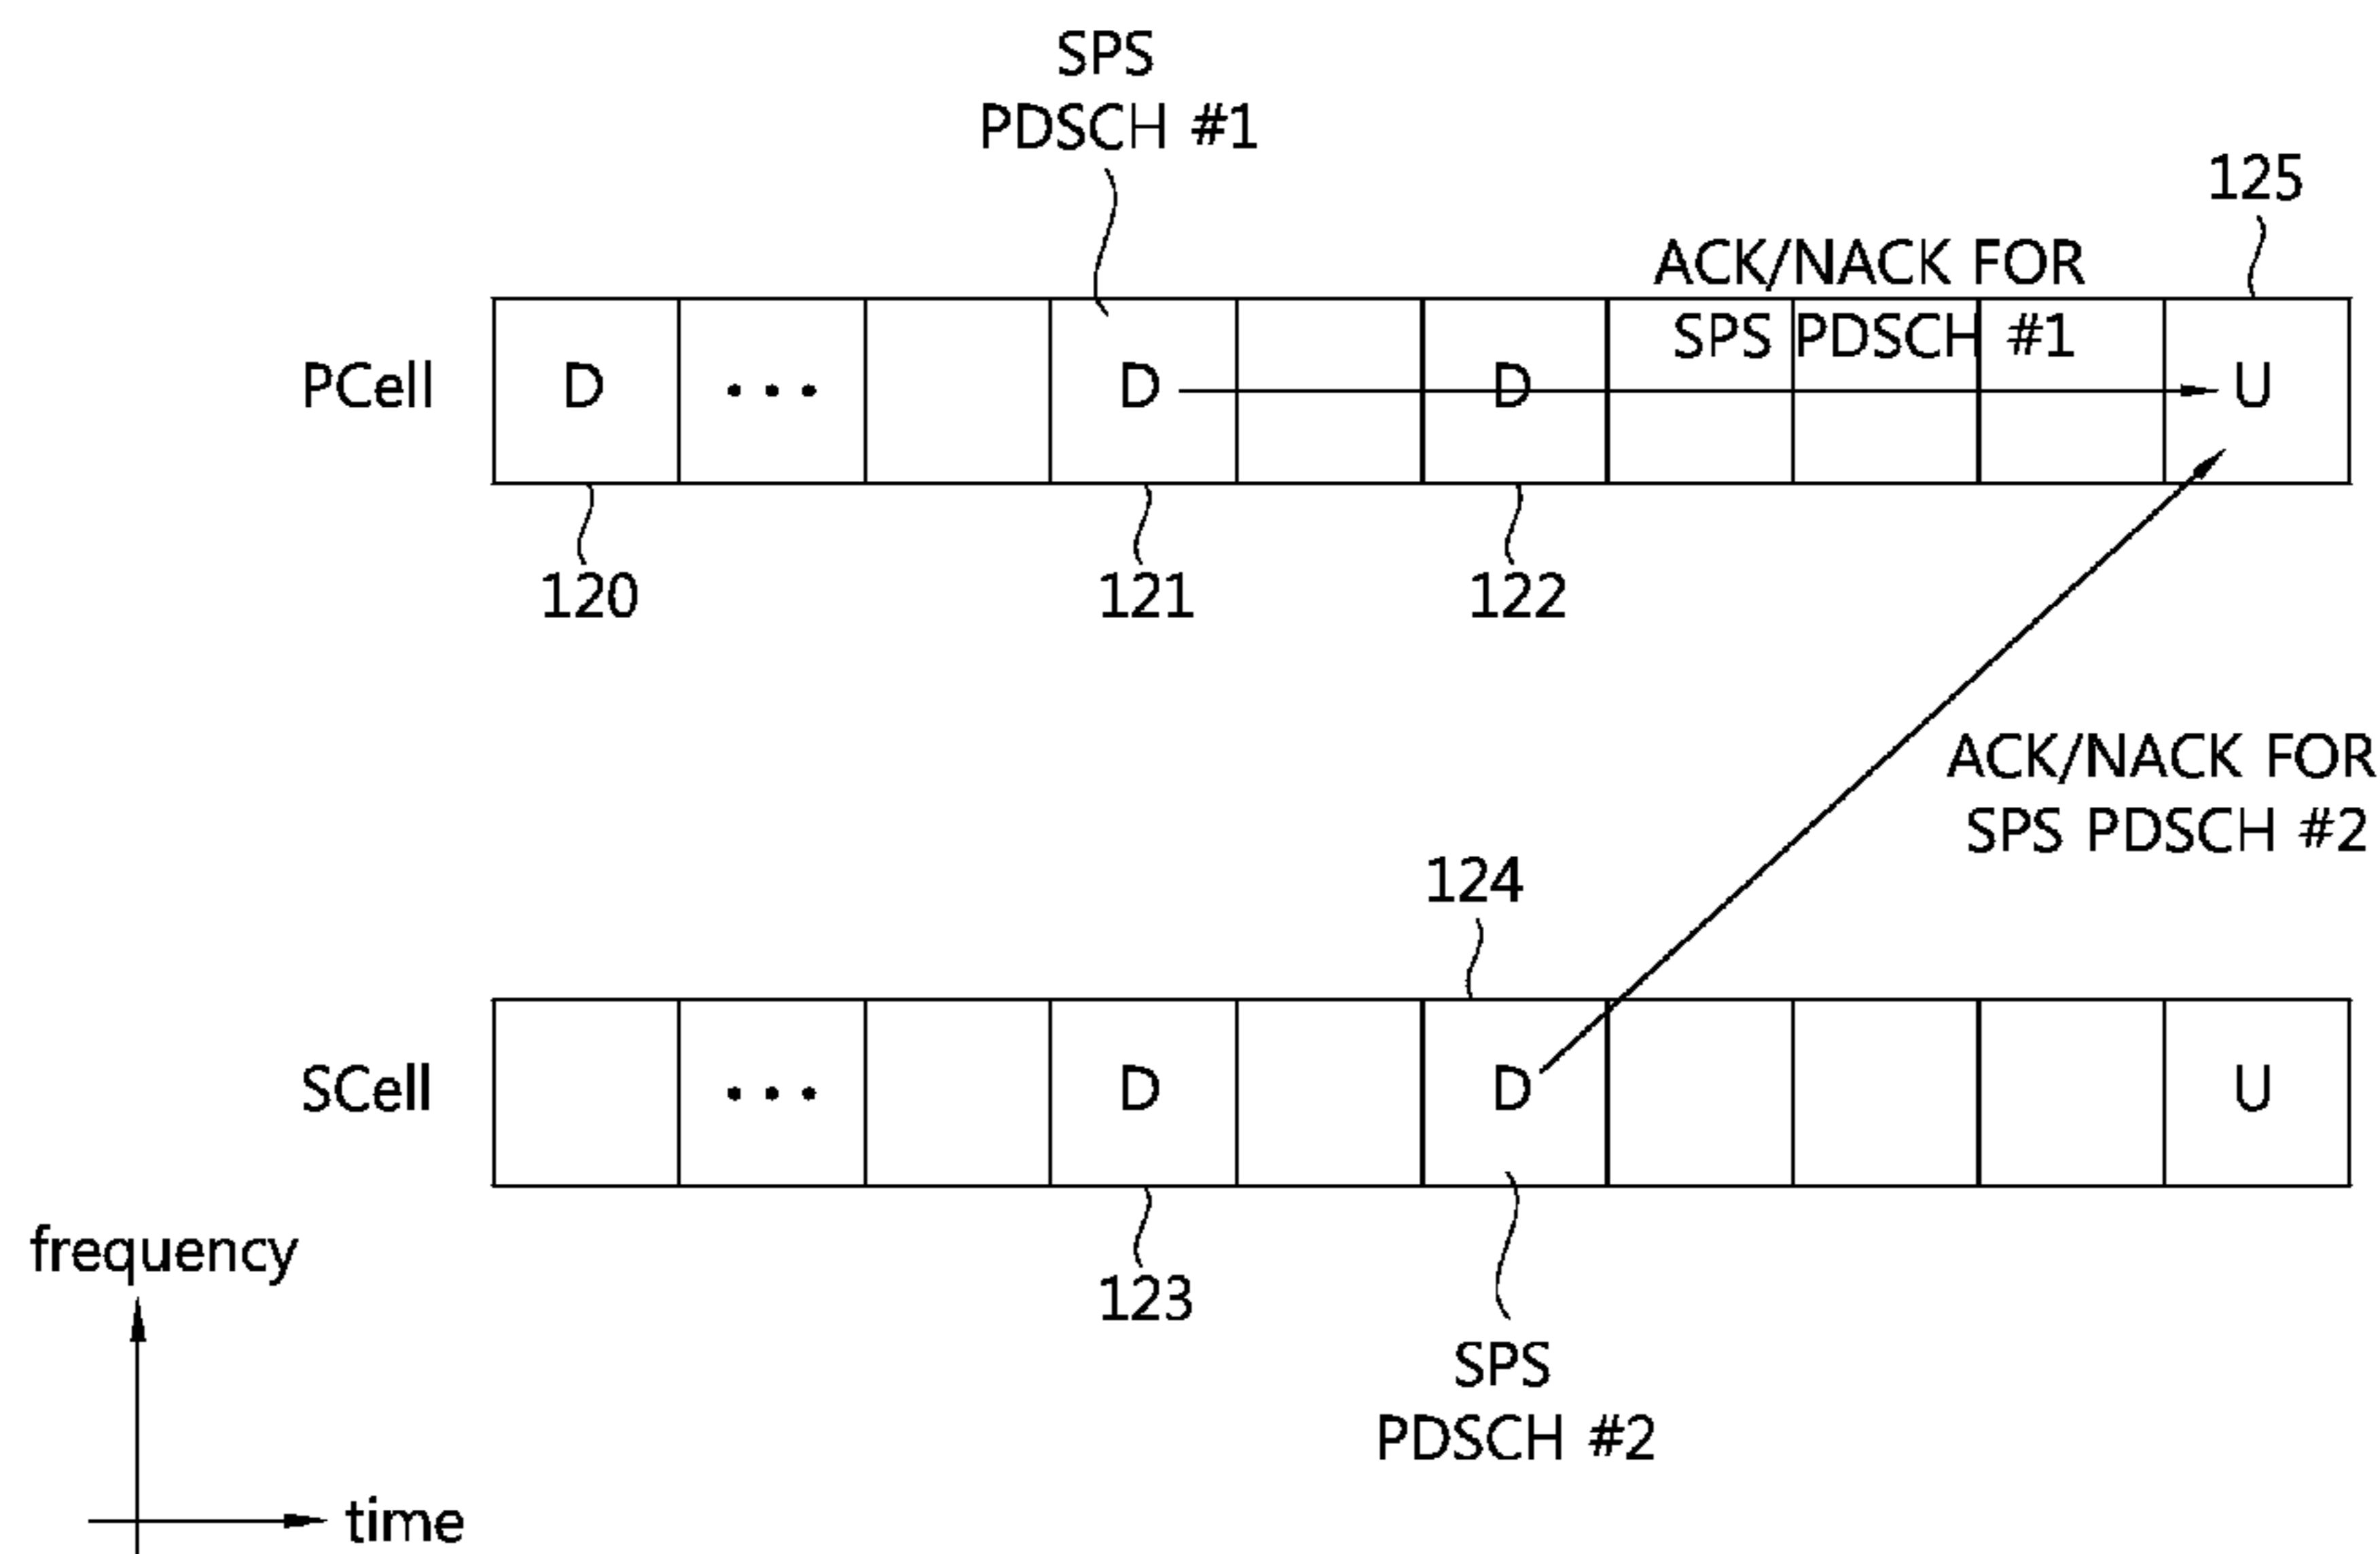 SPS
PDSCH #1
125
ACK/NACK FOR
SPS PDSCH #1
PCell
D
• • •
D
D
U
120
121
122
ACK/NACK FOR
SPS PDSCH #2
124
SCell
• • •
D
D
U
123
SPS
PDSCH #2
frequency
time